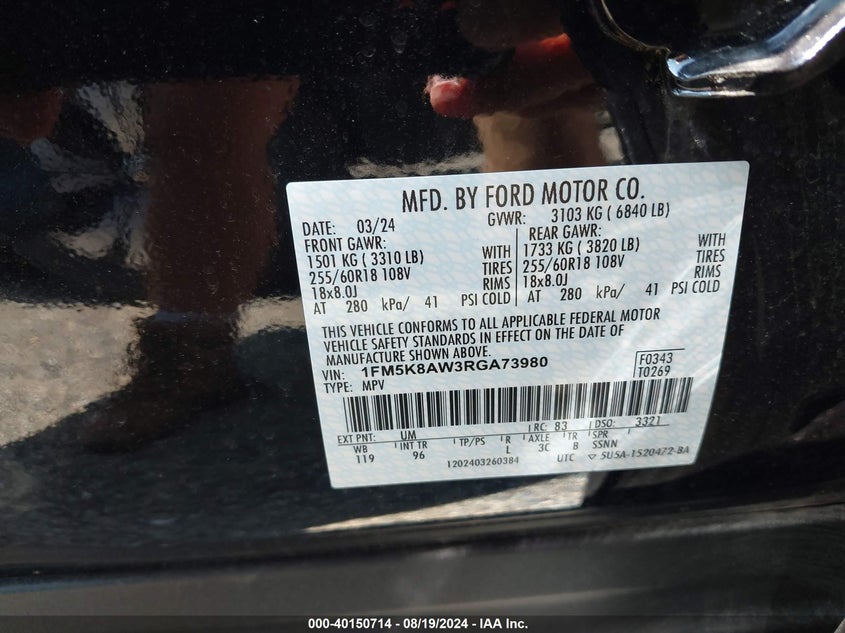 MFD. BY FORD MOTOR CO.
DATE: 03/24 GVWR: 3103 KG ( 6840 LB)
FRONT GAWR: REAR GAWR:
1501 KG ( 3310 LB) WITH 1733 KG ( 3820 LB) WITH
255/60R18 108V TIRES 255/60R18 108V TIRES
18x8.0J RIMS 18x8.0J RIMS
AT 280 kPa/ 41 PSI COLD AT 280 kPa/ 41 PSI COLD
THIS VEHICLE CONFORMS TO ALL APPLICABLE FEDERAL MOTOR
VEHICLE SAFETY STANDARDS IN EFFECT ON THE DATE OF
MANUFACTURE SHOWN ABOVE.
VIN: 1FM5K8AW3RGA73980 F0343
TYPE: MPV T0269
RC: 83 DSO: 3321
EXT PNT: UM
WB INT TR TP/PS R AXLE TR SPR
119 96 L 3C B SSNN
1202403260384 UTC ▽ 5U5A-1520472-BA
000-40150714 - 08/19/2024 - IAA Inc.